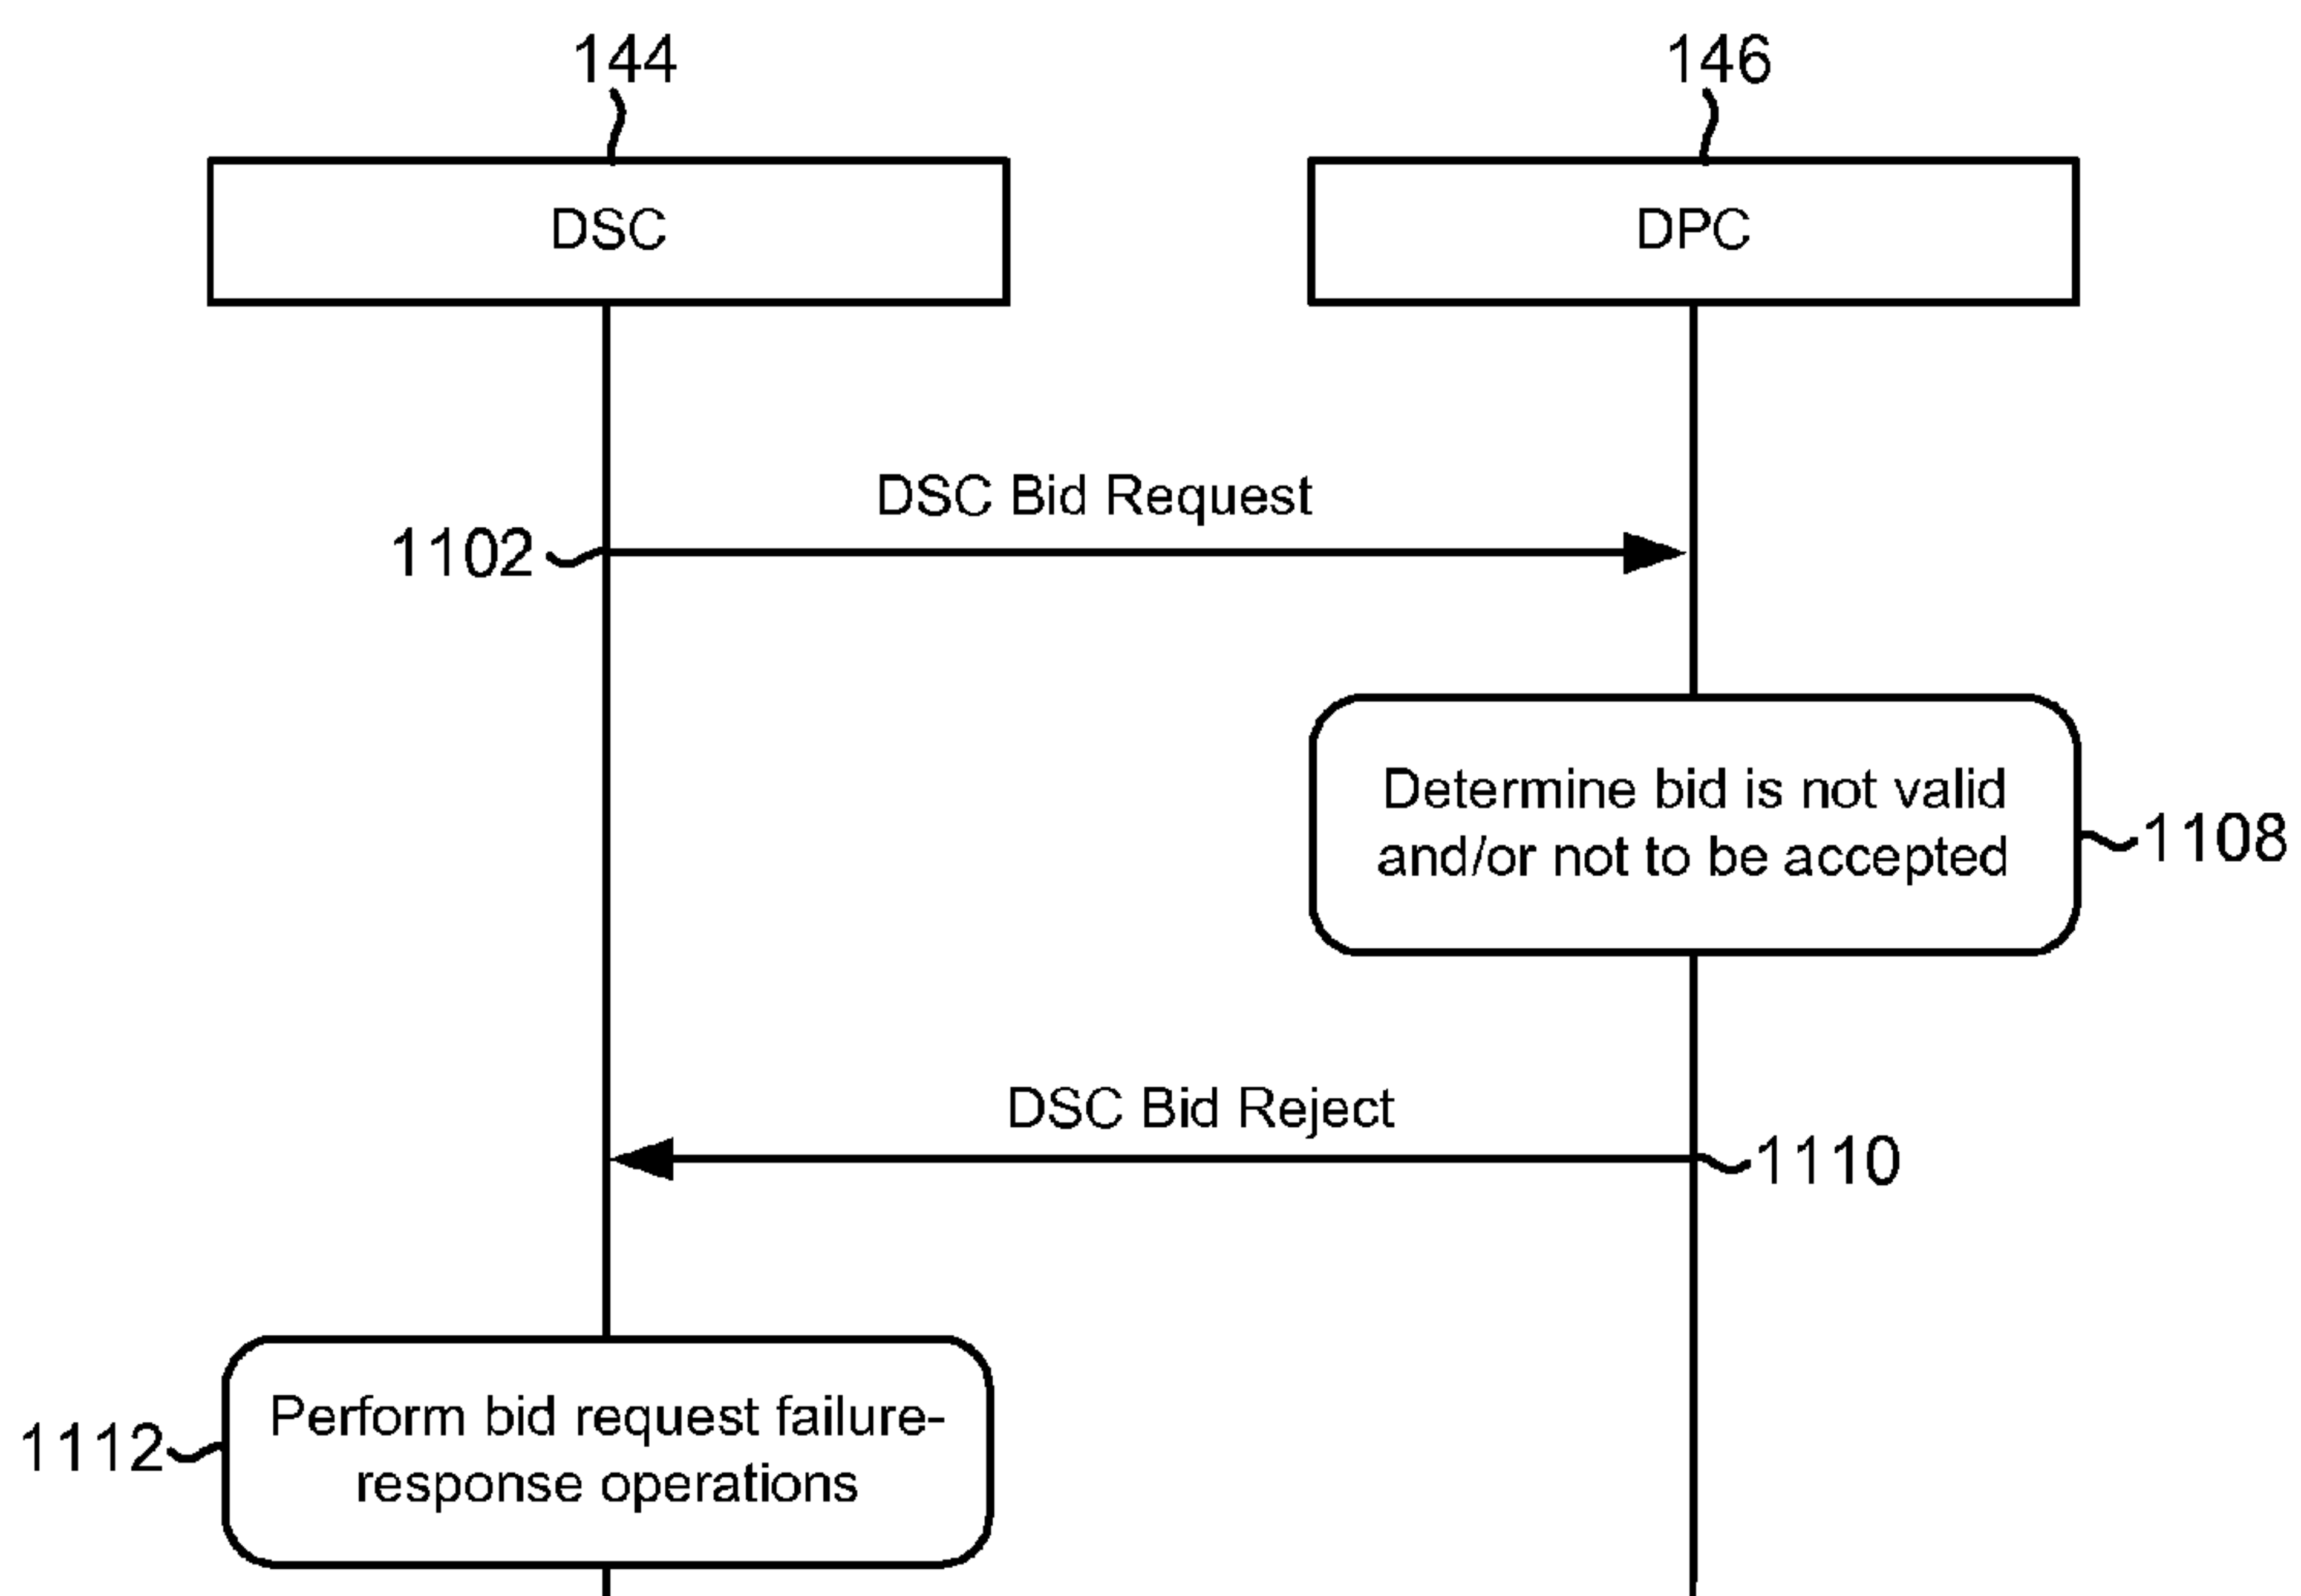 144
146
DSC
DPC
DSC Bid Request
1102
Determine bid is not valid
and/or not to be accepted
1108
DSC Bid Reject
1110
Perform bid request failure-
response operations
1112